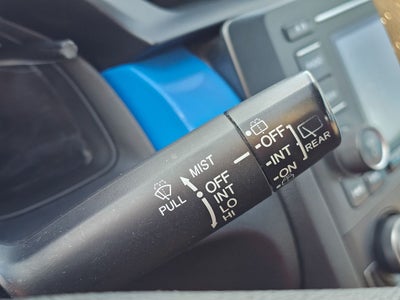 MIST
OFF
INT
LO
HI
PULL
OFF
INT
ON
REAR